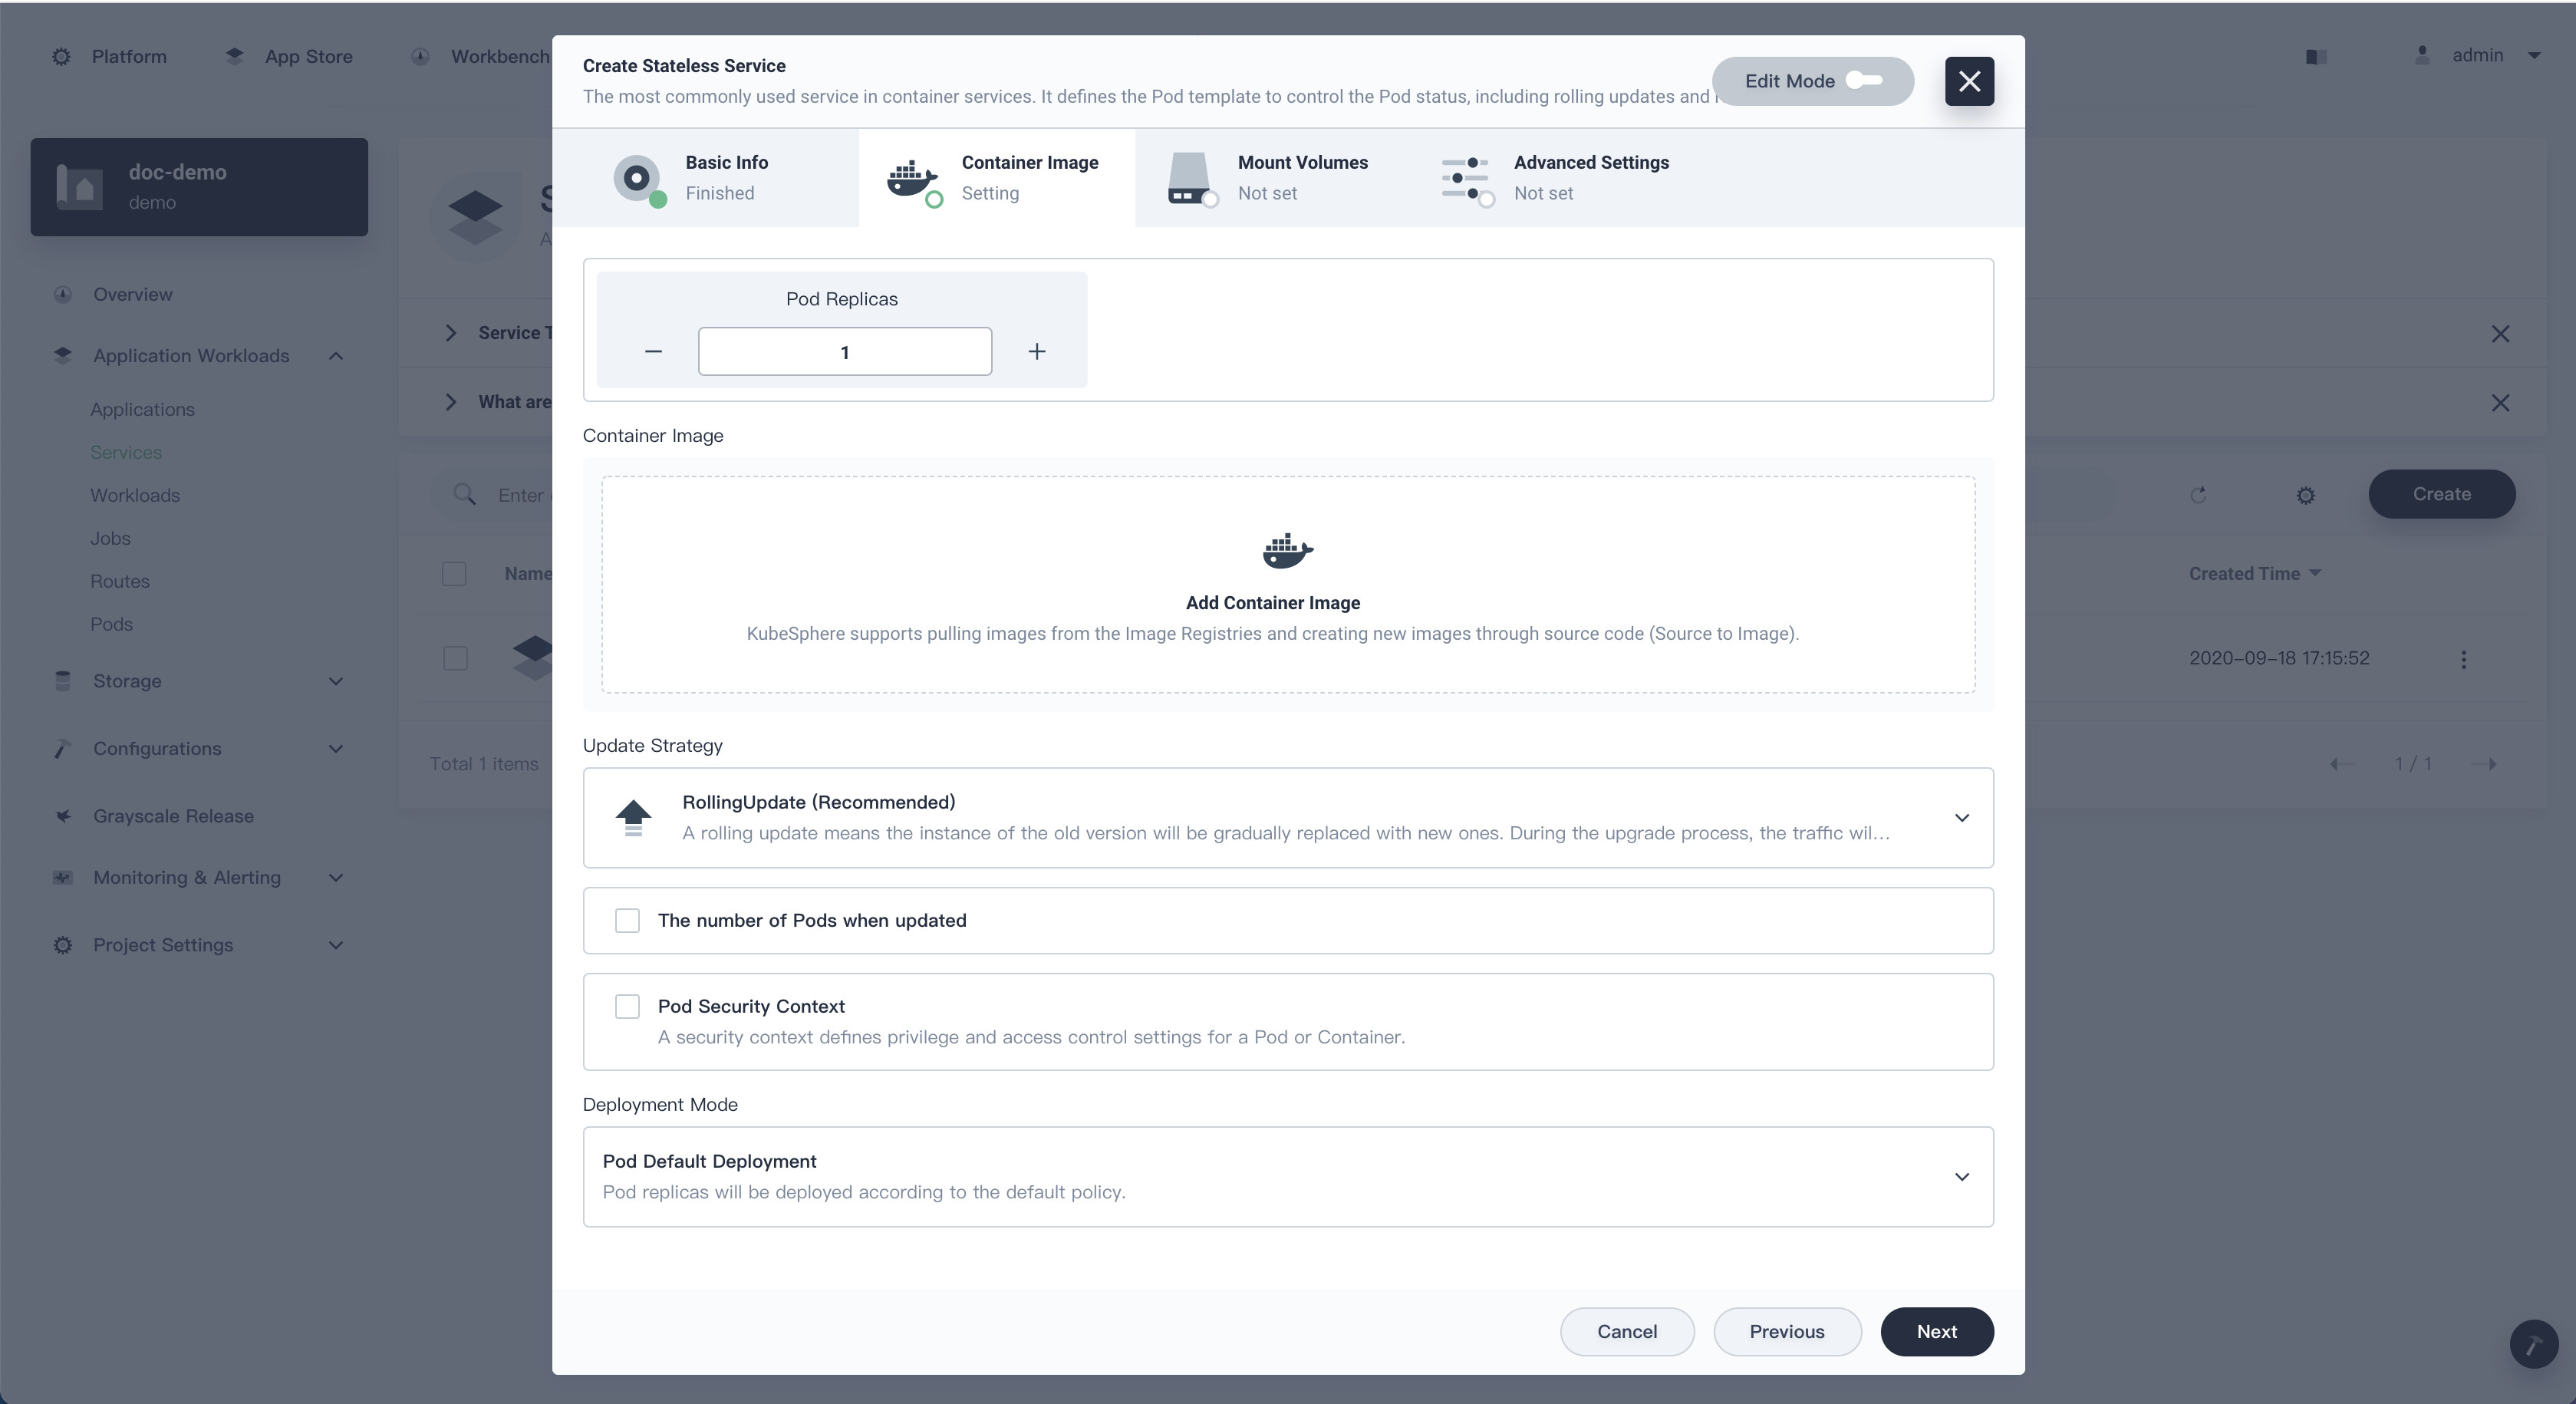 Platform
App Store
Workbench
admin
doc-demo
demo
Overview
Application Workloads
Applications
Services
Workloads
Jobs
Routes
Pods
Storage
Configurations
Grayscale Release
Monitoring & Alerting
Project Settings
Service
What are
Enter
Create
Name
Created Time
2020-09-18 17:15:52
Total 1 items
1 / 1
Create Stateless Service
The most commonly used service in container services. It defines the Pod template to control the Pod status, including rolling updates and
Edit Mode
Basic Info
Finished
Container Image
Setting
Mount Volumes
Not set
Advanced Settings
Not set
Pod Replicas
1
Container Image
Add Container Image
KubeSphere supports pulling images from the Image Registries and creating new images through source code (Source to Image).
Update Strategy
RollingUpdate (Recommended)
A rolling update means the instance of the old version will be gradually replaced with new ones. During the upgrade process, the traffic wil...
The number of Pods when updated
Pod Security Context
A security context defines privilege and access control settings for a Pod or Container.
Deployment Mode
Pod Default Deployment
Pod replicas will be deployed according to the default policy.
Cancel
Previous
Next